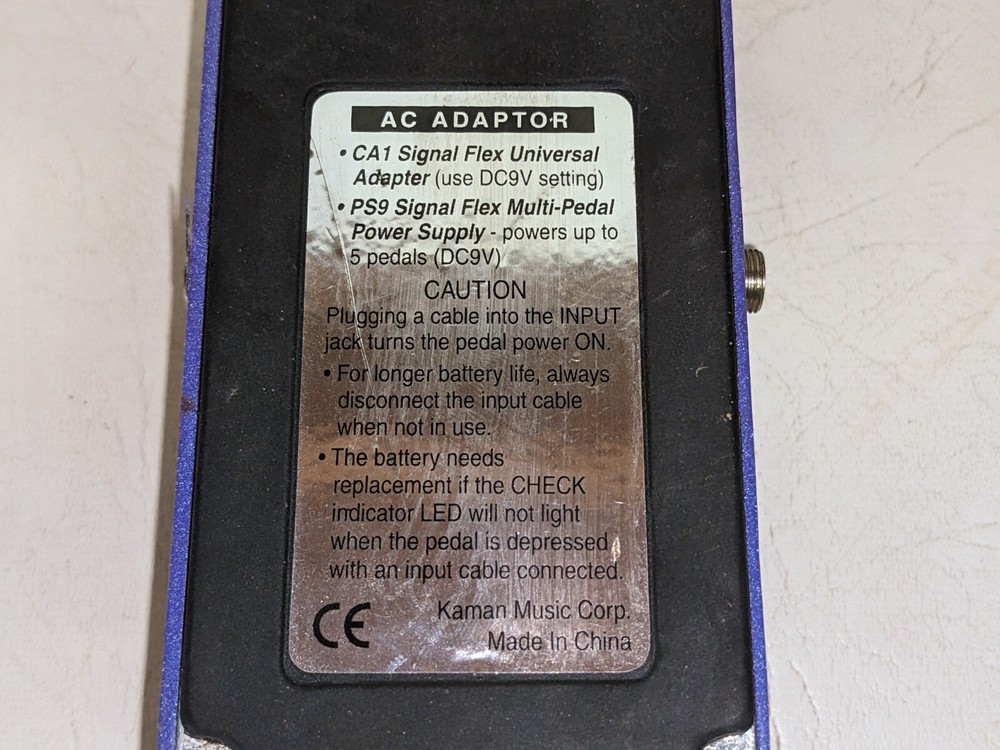 AC ADAPTOR
• CA1 Signal Flex Universal
Adapter (use DC9V setting)
• PS9 Signal Flex Multi-Pedal
Power Supply - powers up to
5 pedals (DC9V)
CAUTION
Plugging a cable into the INPUT
jack turns the pedal power ON.
• For longer battery life, always
disconnect the input cable
when not in use.
• The battery needs
replacement if the CHECK
indicator LED will not light
when the pedal is depressed
with an input cable connected.
CE Kaman Music Corp.
Made In China